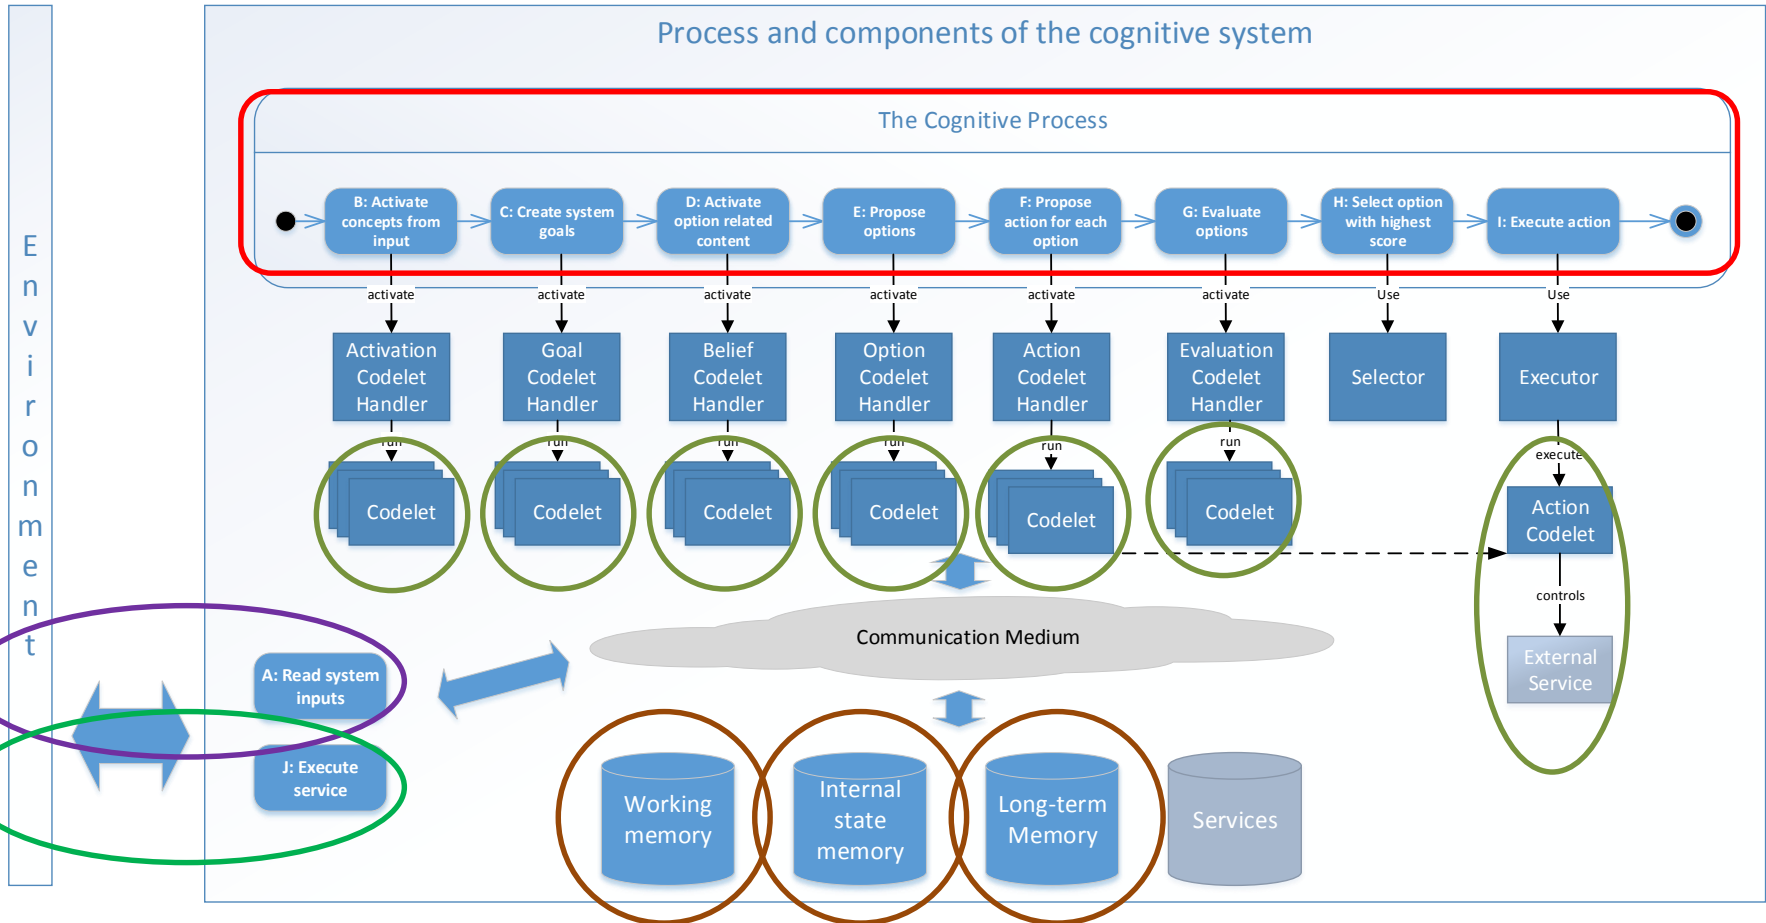 Process and components of the cognitive system
The Cognitive Process
B: Activate
concepts from
input
C: Create system
goals
D: Activate
option related
content
E: Propose
options
F: Propose
action for each
option
G: Evaluate
options
H: Select option
with highest
score
I: Execute action
activate
activate
activate
activate
activate
activate
Use
Use
Activation
Codelet
Handler
Goal
Codelet
Handler
Belief
Codelet
Handler
Option
Codelet
Handler
Action
Codelet
Handler
Evaluation
Codelet
Handler
Selector
Executor
run
run
run
run
run
run
execute
Codelet
Codelet
Codelet
Codelet
Codelet
Codelet
Action
Codelet
controls
External
Service
Environment
Communication Medium
A: Read system
inputs
J: Execute
service
Working
memory
Internal
state
memory
Long-term
Memory
Services